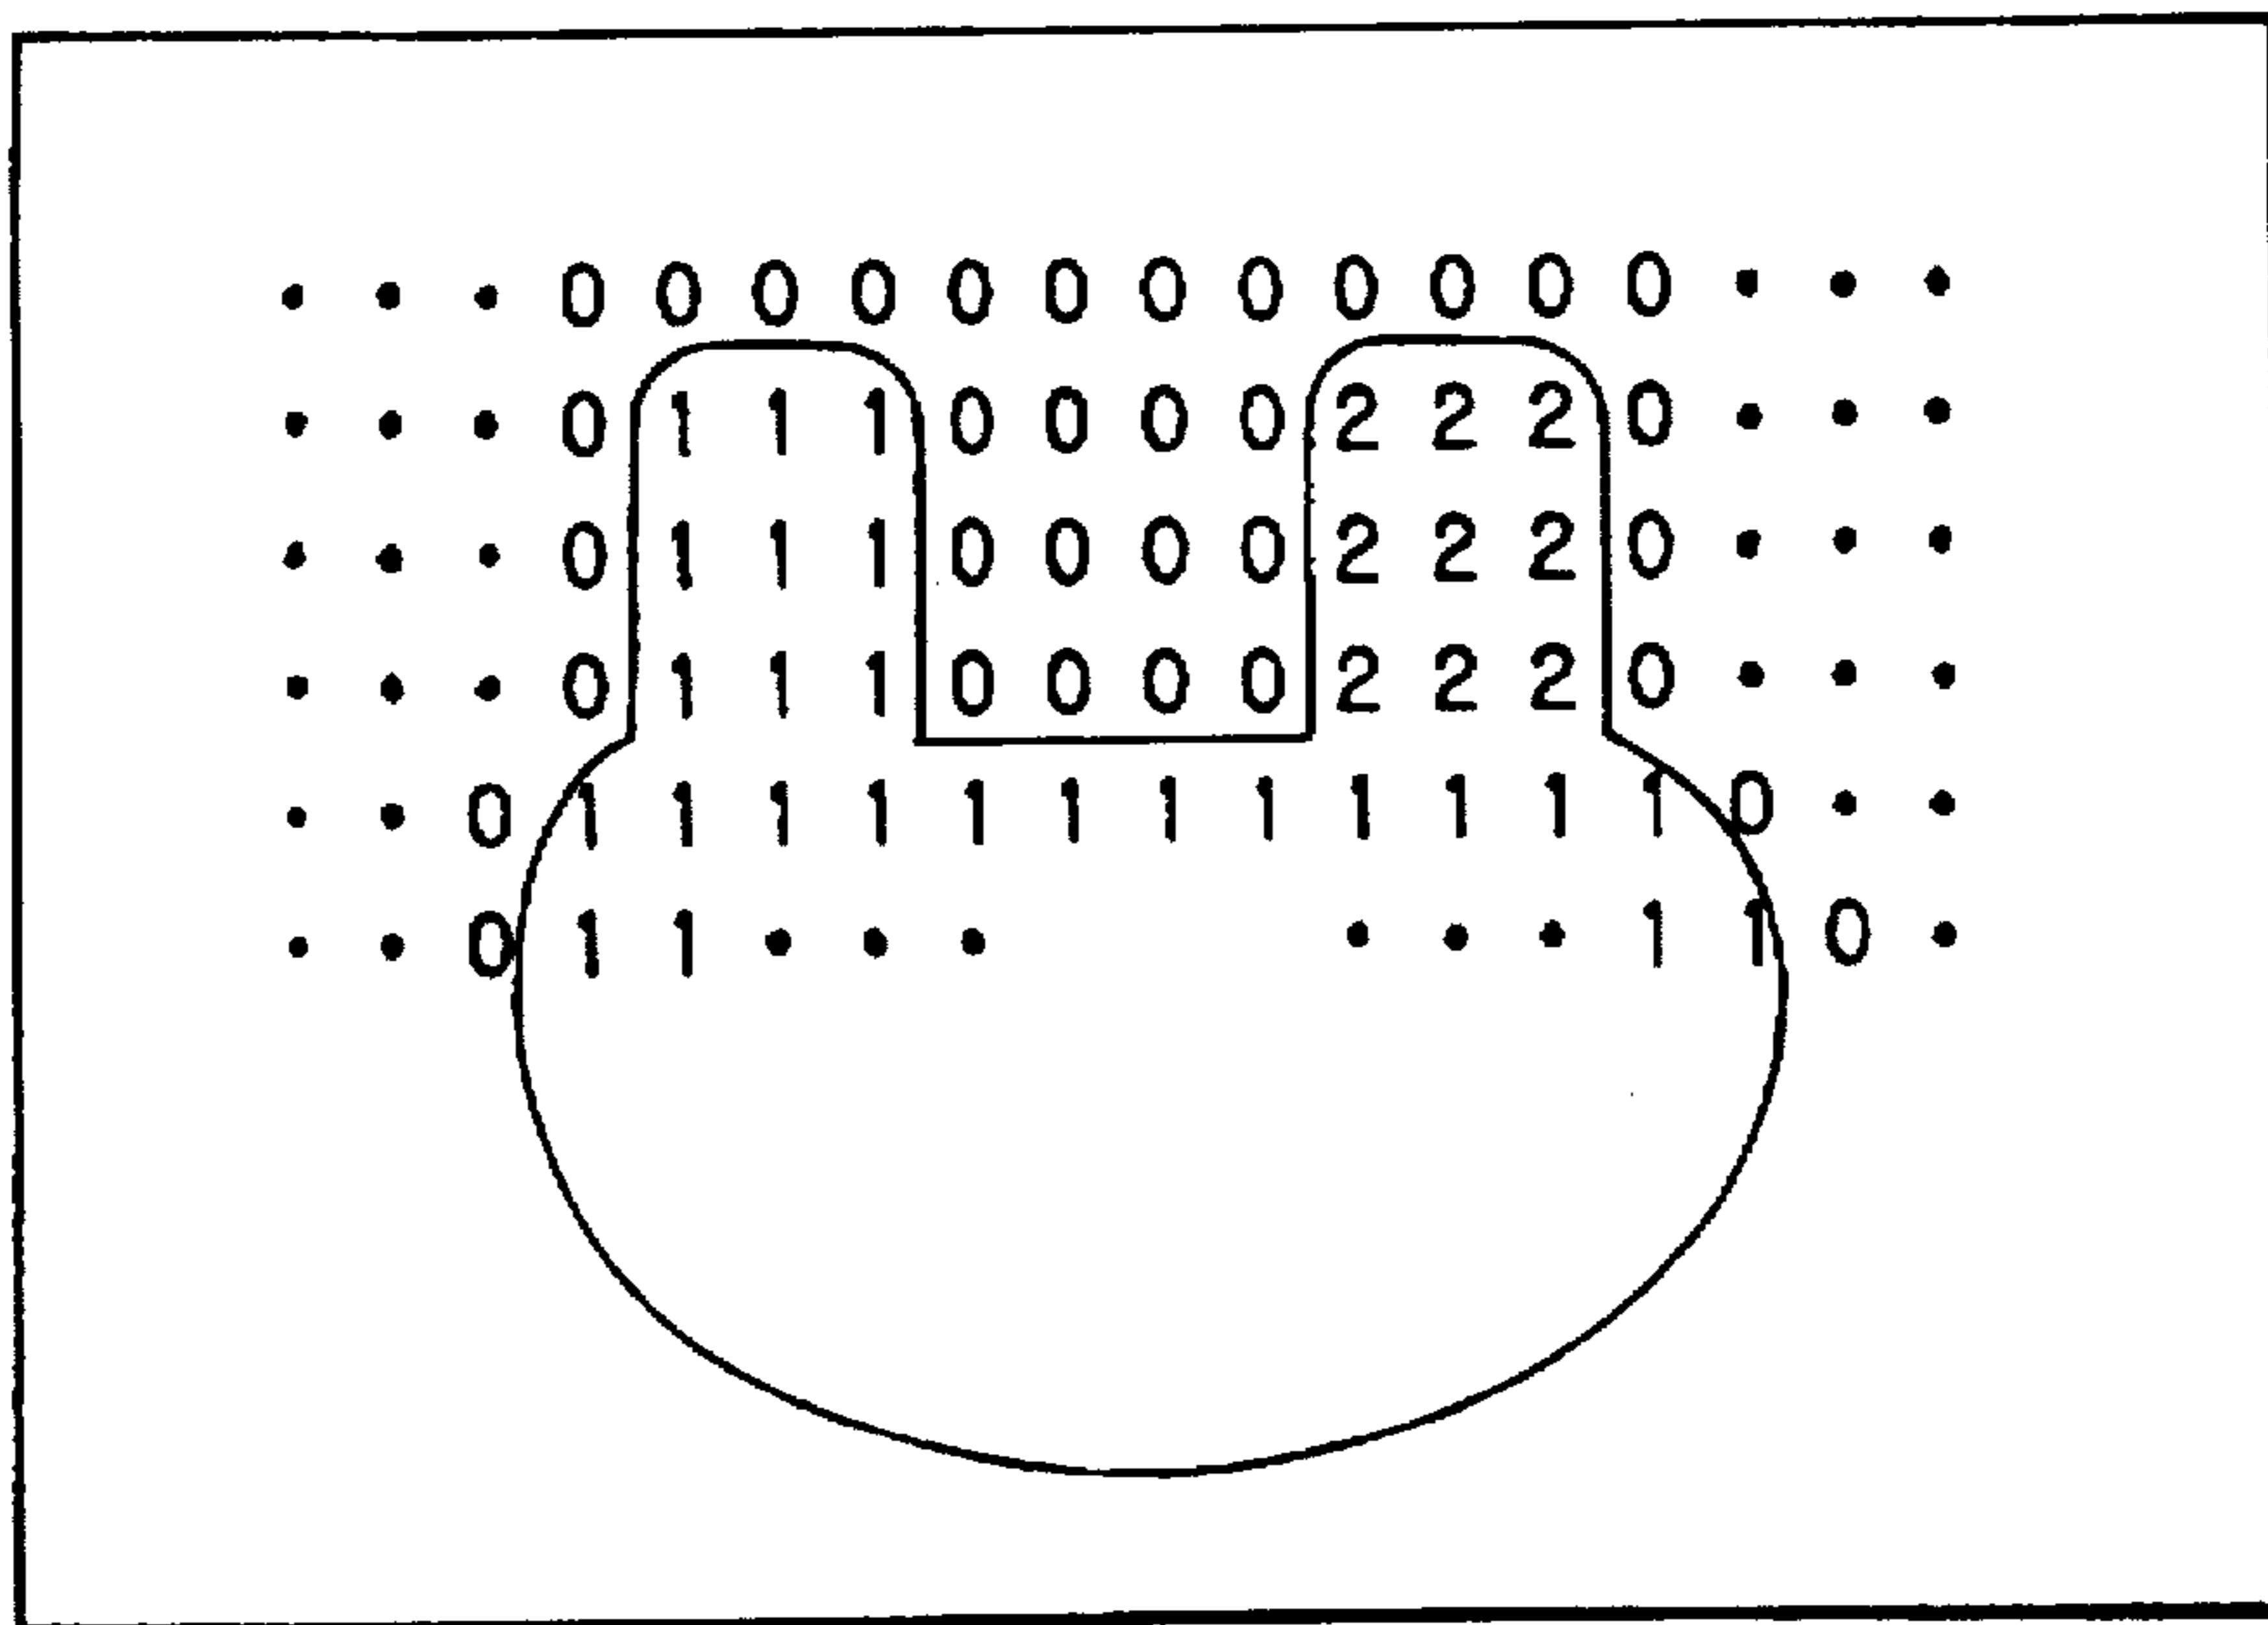 • • • 0 0 0 0 0 0 0 0 0 0 0 0 • • •
• • • 0 1 1 1 0 0 0 0 2 2 2 0 • • •
• • • 0 1 1 1 0 0 0 0 2 2 2 0 • • •
• • • 0 1 1 1 0 0 0 0 2 2 2 0 • • •
• • 0 1 1 1 1 1 1 1 1 1 1 1 1 0 • •
• • 0 1 1 • • • • • • 1 1 0 •